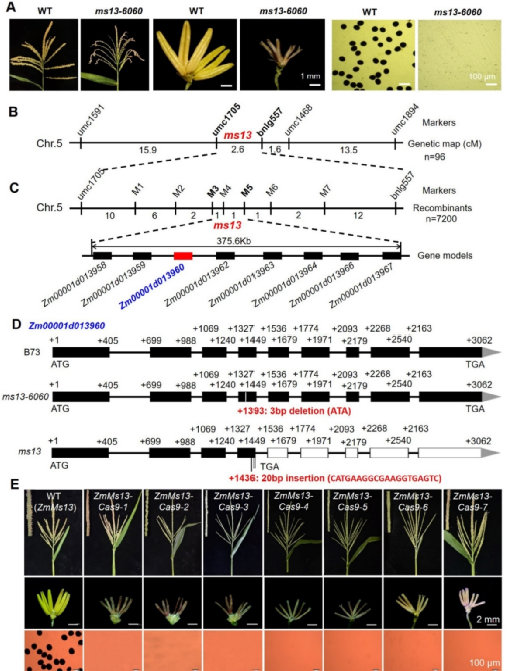 A
WT ms13-6060 WT ms13-6060 WT ms13-6060
1 mm 100 μm
B
umc1591 umc1705 bnlg557 umc1468 umc1894 Markers
ms13
Chr.5 15.9 2.6 1.6 13.5 Genetic map (cM)
n=96
C
umc1705 M1 M2 M3 M4 M5 M6 M7 bnlg557 Markers
Chr.5 10 6 2 1 1 1 2 12 Recombinants
ms13 n=7200
375.6Kb
Gene models
Zm00001d013958 Zm00001d013959 Zm00001d013960 Zm00001d013962 Zm00001d013963 Zm00001d013964 Zm00001d013966 Zm00001d013967
D Zm00001d013960
+1069 +1327 +1536 +1774 +2093 +2268 +2163
+1 +405 +699 +988 +1240 +1449 +1679 +1971 +2179 +2540 +3062
B73
ATG TGA
+1069 +1327 +1536 +1774 +2093 +2268 +2163
+1 +405 +699 +988 +1240 +1449 +1679 +1971 +2179 +2540 +3062
ms13-6060
ATG +1393: 3bp deletion (ATA) TGA
+1069 +1327 +1536 +1774 +2093 +2268 +2163
+1 +405 +699 +988 +1240 +1449 +1679 +1971 +2179 +2540 +3062
ms13
ATG TGA
+1436: 20bp insertion (CATGAAGGCGAAGGTGAGTC)
E
WT ZmMs13- ZmMs13- ZmMs13- ZmMs13- ZmMs13- ZmMs13- ZmMs13-
(ZmMs13) Cas9-1 Cas9-2 Cas9-3 Cas9-4 Cas9-5 Cas9-6 Cas9-7
2 mm
100 μm